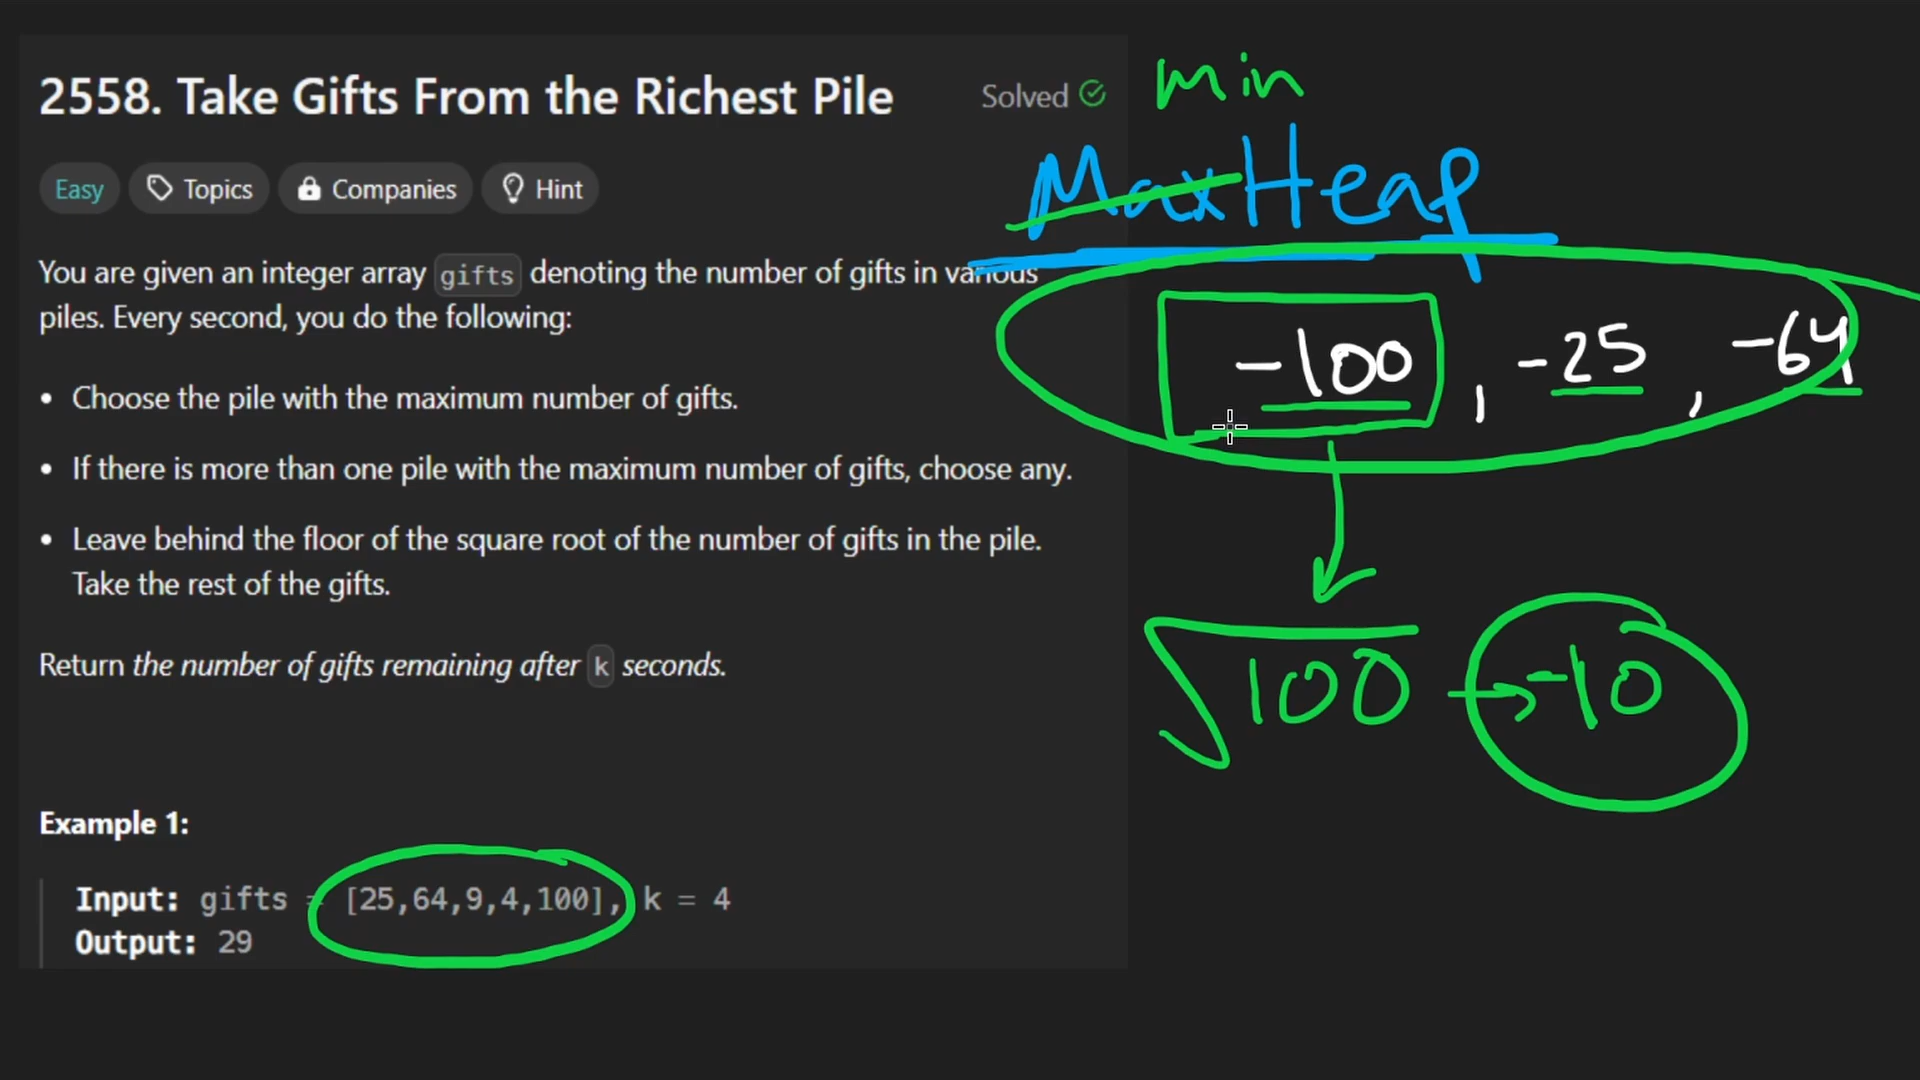 2558. Take Gifts From the Richest Pile
Solved
Easy
Topics
Companies
Hint
You are given an integer array gifts denoting the number of gifts in various
piles. Every second, you do the following:
• Choose the pile with the maximum number of gifts.
• If there is more than one pile with the maximum number of gifts, choose any.
• Leave behind the floor of the square root of the number of gifts in the pile.
Take the rest of the gifts.
Return the number of gifts remaining after k seconds.
Example 1:
Input: gifts = [25,64,9,4,100], k = 4
Output: 29
min
MaxHeap
-100 , -25 , -64
√100 → -10